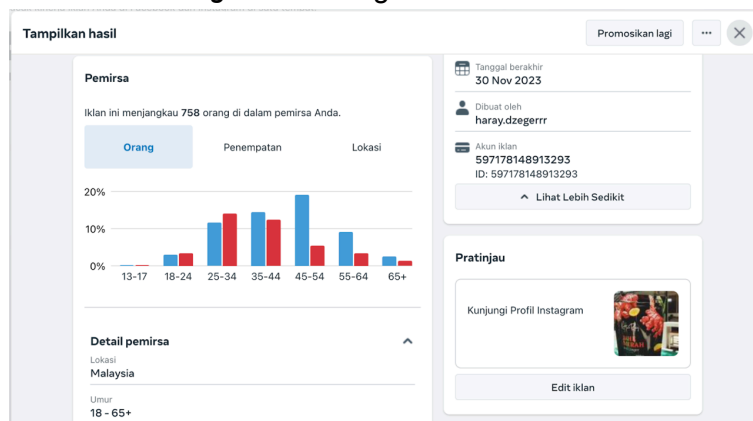 Tampilkan hasil
Promosikan lagi
Pemirsa
Iklan ini menjangkau 758 orang di dalam pemirsa Anda.
Orang
Penempatan
Lokasi
20%
10%
0%
13-17
18-24
25-34
35-44
45-54
55-64
65+
Detail pemirsa
Lokasi
Malaysia
Umur
18 - 65+
Tanggal berakhir
30 Nov 2023
Dibuat oleh
haray.dzegerrr
Akun iklan
597178148913293
ID: 597178148913293
Lihat Lebih Sedikit
Pratinjau
Kunjungi Profil Instagram
Edit iklan